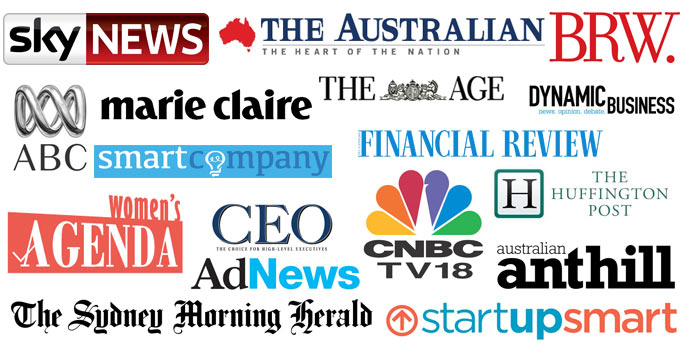 sky NEWS
THE AUSTRALIAN
THE HEART OF THE NATION
BRW.
ABC
marie claire
THE AGE
DYNAMIC BUSINESS
news. opinion. debate.
smartcompany
FINANCIAL REVIEW
H
THE
HUFFINGTON
POST
women's
AGENDA
CEO
THE CHOICE FOR HIGH-LEVEL EXECUTIVES
CNBC
TV18
AdNews
australian
anthill
The Sydney Morning Herald
startupsmart